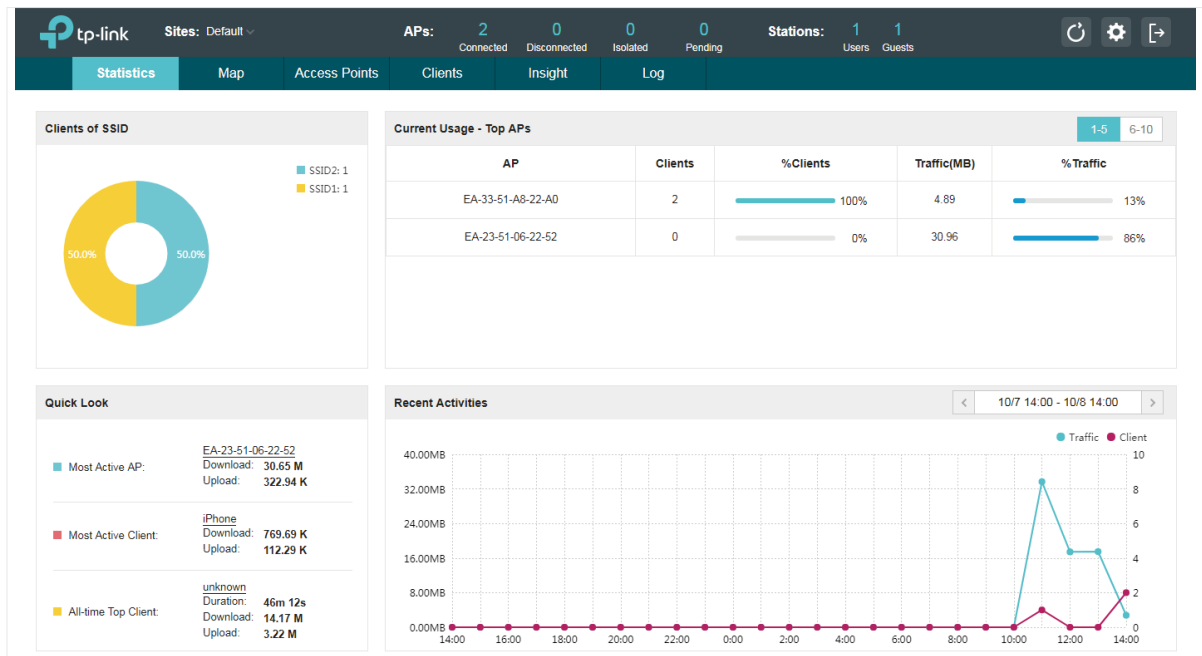 tp-link
Sites: Default
APs: 2 Connected 0 Disconnected 0 Isolated 0 Pending
Stations: 1 Users 1 Guests
Statistics Map Access Points Clients Insight Log
Clients of SSID
SSID2: 1
SSID1: 1
50.0% 50.0%
Current Usage - Top APs 1-5 6-10
AP Clients %Clients Traffic(MB) %Traffic
EA-33-51-A8-22-A0 2 100% 4.89 13%
EA-23-51-06-22-52 0 0% 30.96 86%
Quick Look
Most Active AP: EA-23-51-06-22-52
Download: 30.65 M
Upload: 322.94 K
Most Active Client: iPhone
Download: 769.69 K
Upload: 112.29 K
All-time Top Client: unknown
Duration: 46m 12s
Download: 14.17 M
Upload: 3.22 M
Recent Activities < 10/7 14:00 - 10/8 14:00 >
Traffic Client
40.00MB 10
32.00MB 8
24.00MB 6
16.00MB 4
8.00MB 2
0.00MB 0
14:00 16:00 18:00 20:00 22:00 0:00 2:00 4:00 6:00 8:00 10:00 12:00 14:00